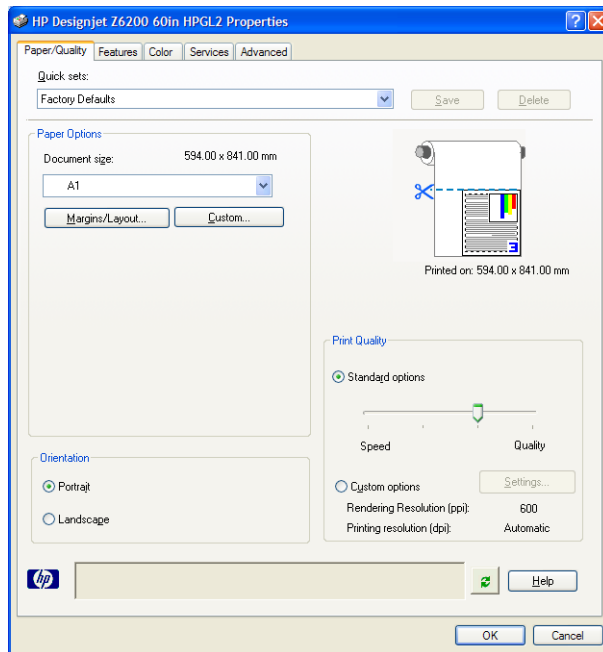 HP Designjet Z6200 60in HPGL2 Properties
Paper/Quality Features Color Services Advanced
Quick sets:
Factory Defaults
Save Delete
Paper Options
Document size: 594.00 x 841.00 mm
A1
Margins/Layout... Custom...
Printed on: 594.00 x 841.00 mm
Print Quality
Standard options
Speed Quality
Custom options Settings...
Rendering Resolution (ppi): 600
Printing resolution (dpi): Automatic
Orientation
Portrait
Landscape
hp
Help
OK Cancel
3